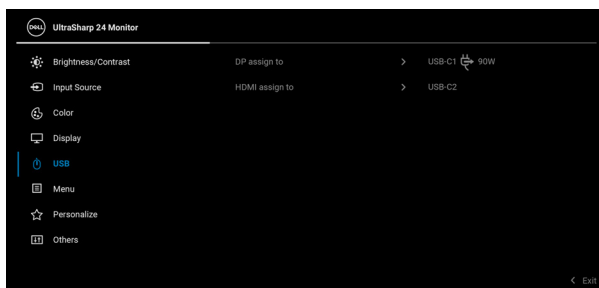 DELL UltraSharp 24 Monitor
Brightness/Contrast DP assign to > USB-C1 90W
Input Source HDMI assign to > USB-C2
Color
Display
USB
Menu
Personalize
Others
< Exit